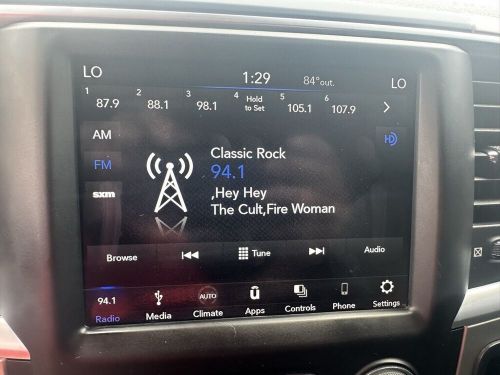 LO 1:29 84°out. LO
1 87.9 2 88.1 3 98.1 4 Hold to Set 5 105.1 6 107.9
AM
FM
sxm
HD
Classic Rock
94.1
,Hey Hey
The Cult,Fire Woman
Browse Tune Audio
94.1 AUTO
Radio Media Climate Apps Controls Phone Settings